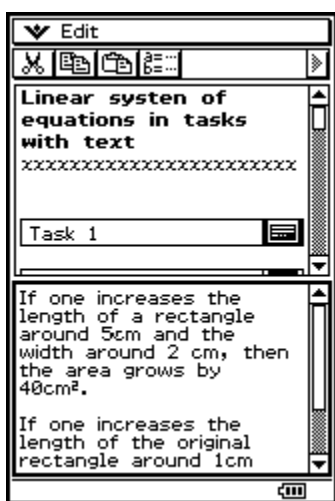 Edit
Linear systen of
equations in tasks
with text
xxxxxxxxxxxxxxxxxxxxxxxx
Task 1
If one increases the
length of a rectangle
around 5cm and the
width around 2 cm, then
the area grows by
40cm².
If one increases the
length of the original
rectangle around 1cm